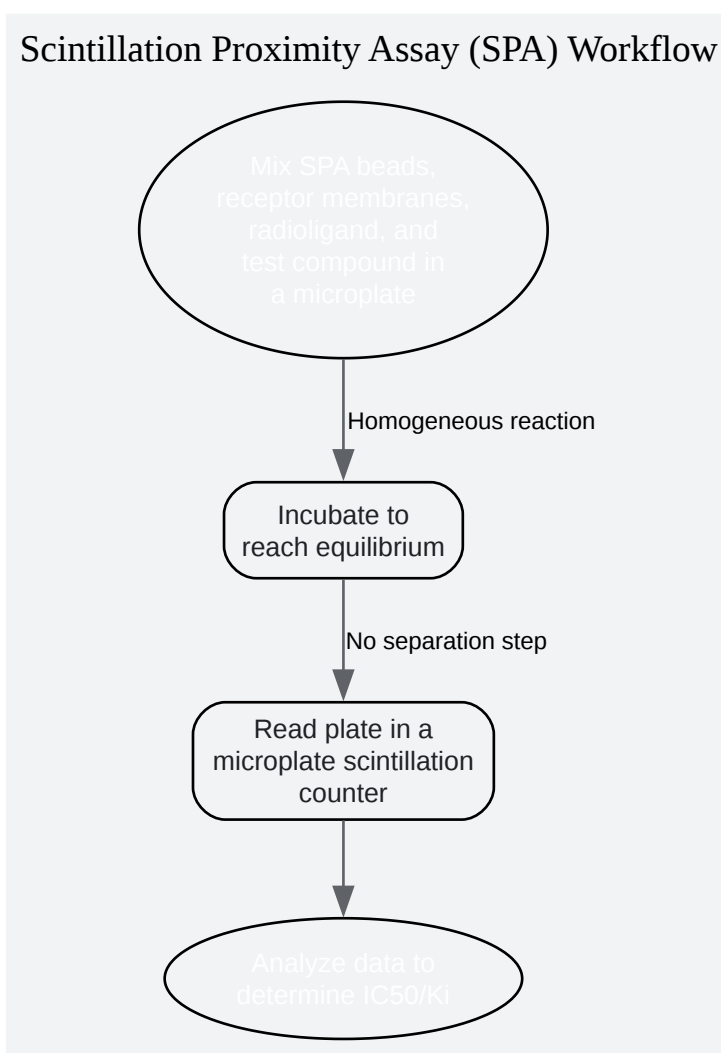 Scintillation Proximity Assay (SPA) Workflow
Mix SPA beads,
receptor membranes,
radioligand, and
test compound in
a microplate
Homogeneous reaction
Incubate to
reach equilibrium
No separation step
Read plate in a
microplate scintillation
counter
Analyze data to
determine IC50/Ki